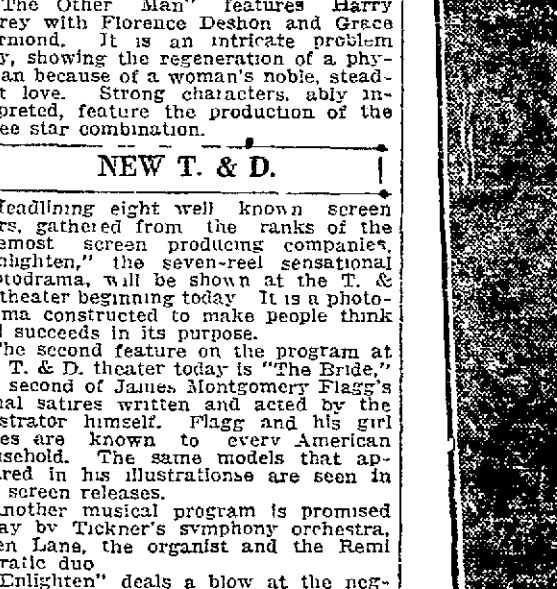 The Other Man" features Harry
rey with Florence Deshon and Grace
rmond. It is an intricate problem
y, showing the regeneration of a phy-
an because of a woman's noble, stead-
t love. Strong characters, ably in-
preted, feature the production of the
ee star combination.
NEW T. & D.
eadlining eight well known screen
rs, gathered from the ranks of the
emost screen producing companies,
nlighten," the seven-reel sensational
otodrama, will be shown at the T. &
theater beginning today It is a photo-
ma constructed to make people think
succeeds in its purpose.
he second feature on the program at
T. & D. theater today is "The Bride,"
second of James Montgomery Flagg's
al satires written and acted by the
strator himself. Flagg and his girl
es are known to every American
sehold. The same models that ap-
red in his illustrationse are seen in
screen releases.
nother musical program is promised
ay by Tickner's symphony orchestra,
en Lane, the organist and the Remi
ratic duo
Enlighten" deals a blow at the neg-